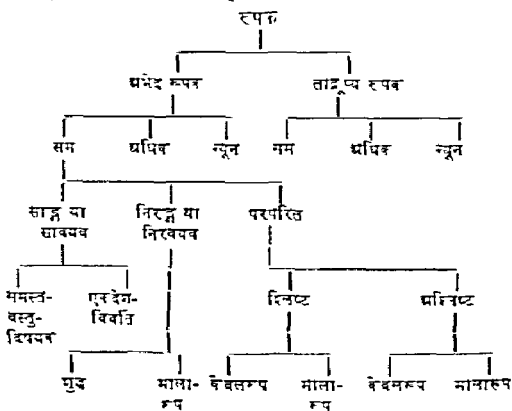 रूपक
अभेद रूपक
ताद्रूप्य रूपक
सम
अधिक
न्यून
सम
अधिक
न्यून
साङ्ग या
सावयव
निरङ्ग या
निरवयव
परंपरित
समस्त-
वस्तु-
विषयक
एकदेश-
विवर्ति
श्लिष्ट
अश्लिष्ट
शुद्ध
माला-
रूप
केवलरूप
माला-
रूप
केवलरूप
मालारूप